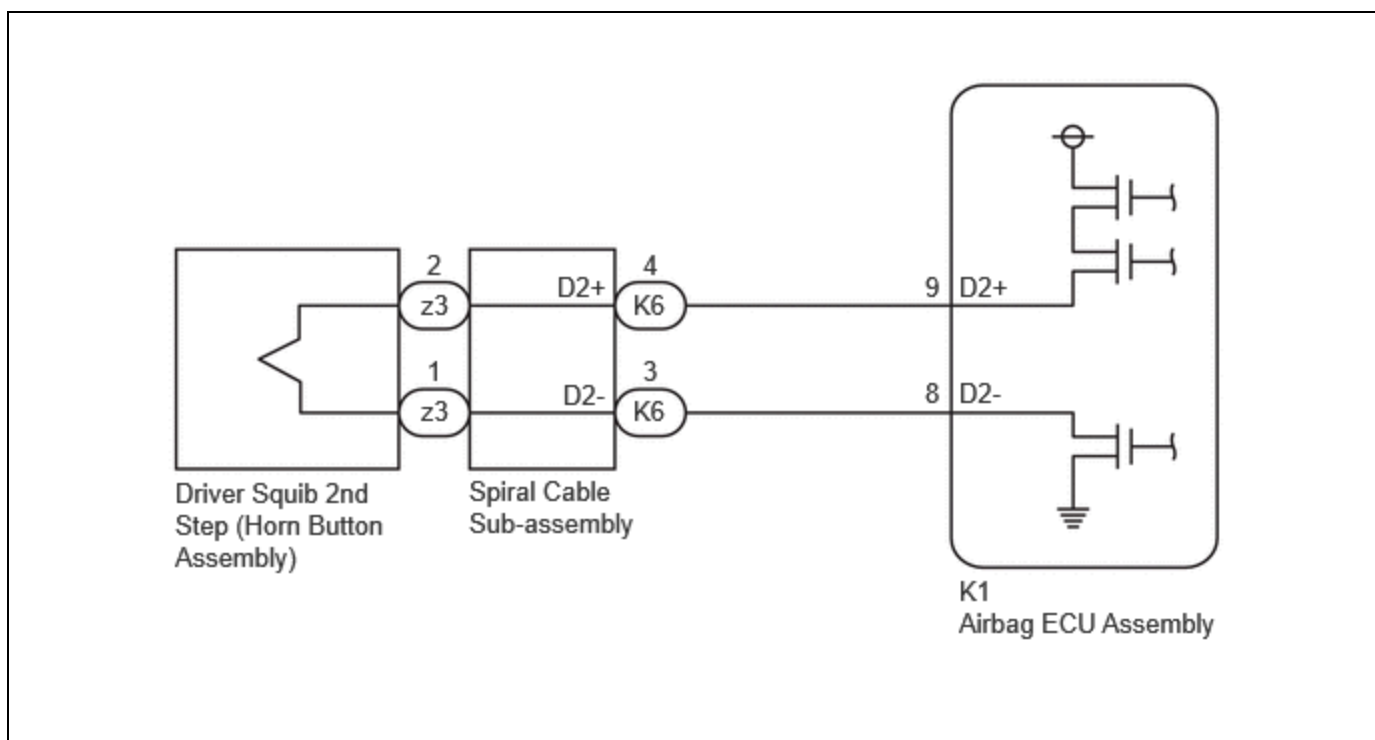 2
z3
D2+
4
K6
9
D2+
1
z3
D2-
3
K6
8
D2-
Driver Squib 2nd
Step (Horn Button
Assembly)
Spiral Cable
Sub-assembly
K1
Airbag ECU Assembly